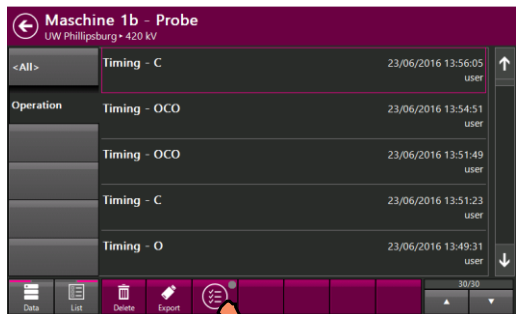 Maschine 1b - Probe
UW Phillipsburg ▸ 420 kV
<All>
Operation
Timing - C
23/06/2016 13:56:05
user
Timing - OCO
23/06/2016 13:54:51
user
Timing - OCO
23/06/2016 13:51:49
user
Timing - C
23/06/2016 13:51:23
user
Timing - O
23/06/2016 13:49:31
user
Data
List
Delete
Export
30/30